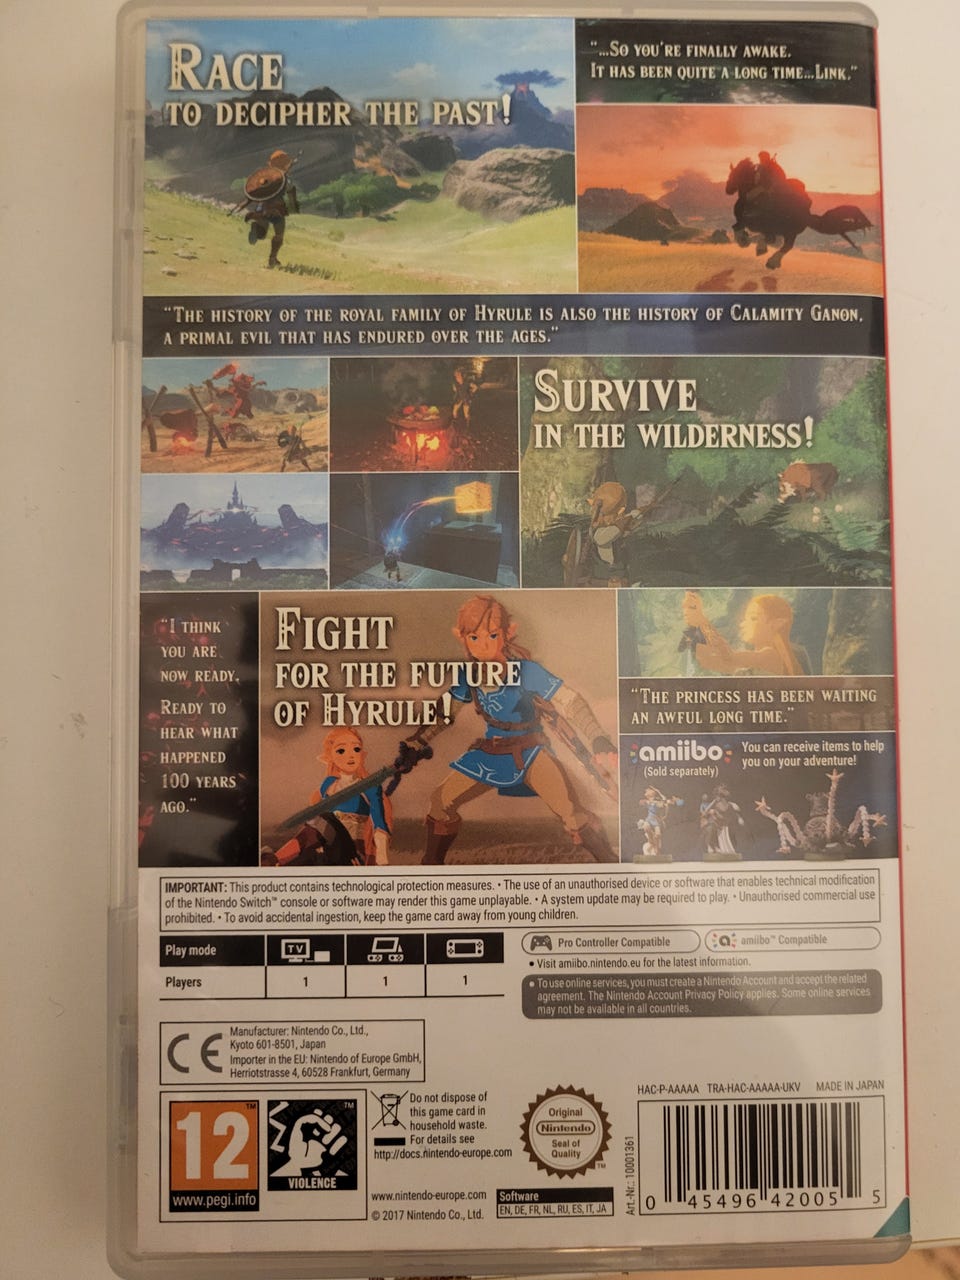 RACE
TO DECIPHER THE PAST!
"...SO YOU'RE FINALLY AWAKE.
IT HAS BEEN QUITE A LONG TIME...LINK."
"THE HISTORY OF THE ROYAL FAMILY OF HYRULE IS ALSO THE HISTORY OF CALAMITY GANON,
A PRIMAL EVIL THAT HAS ENDURED OVER THE AGES."
SURVIVE
IN THE WILDERNESS!
"I THINK
YOU ARE
NOW READY.
READY TO
HEAR WHAT
HAPPENED
100 YEARS
AGO."
FIGHT
FOR THE FUTURE
OF HYRULE!
"THE PRINCESS HAS BEEN WAITING
AN AWFUL LONG TIME."
amiibo™
(Sold separately)
You can receive items to help
you on your adventure!
IMPORTANT: This product contains technological protection measures. • The use of an unauthorised device or software that enables technical modification
of the Nintendo Switch™ console or software may render this game unplayable. • A system update may be required to play. • Unauthorised commercial use
prohibited. • To avoid accidental ingestion, keep the game card away from young children.
Play mode TV
Players 1 1 1
Pro Controller Compatible
amiibo™ Compatible
• Visit amiibo.nintendo.eu for the latest information.
• To use online services, you must create a Nintendo Account and accept the related
agreement. The Nintendo Account Privacy Policy applies. Some online services
may not be available in all countries.
CE
Manufacturer: Nintendo Co., Ltd.,
Kyoto 601-8501, Japan
Importer in the EU: Nintendo of Europe GmbH,
Herriotstrasse 4, 60528 Frankfurt, Germany
12™
www.pegi.info
™
VIOLENCE
Do not dispose of
this game card in
household waste.
For details see
http://docs.nintendo-europe.com
www.nintendo-europe.com
© 2017 Nintendo Co., Ltd.
Original
Nintendo
Seal of
Quality
™
Software
EN, DE, FR, NL, RU, ES, IT, JA
HAC-P-AAAAA TRA-HAC-AAAAA-UKV MADE IN JAPAN
Art.-Nr.: 10001361
0 45496 42005 5